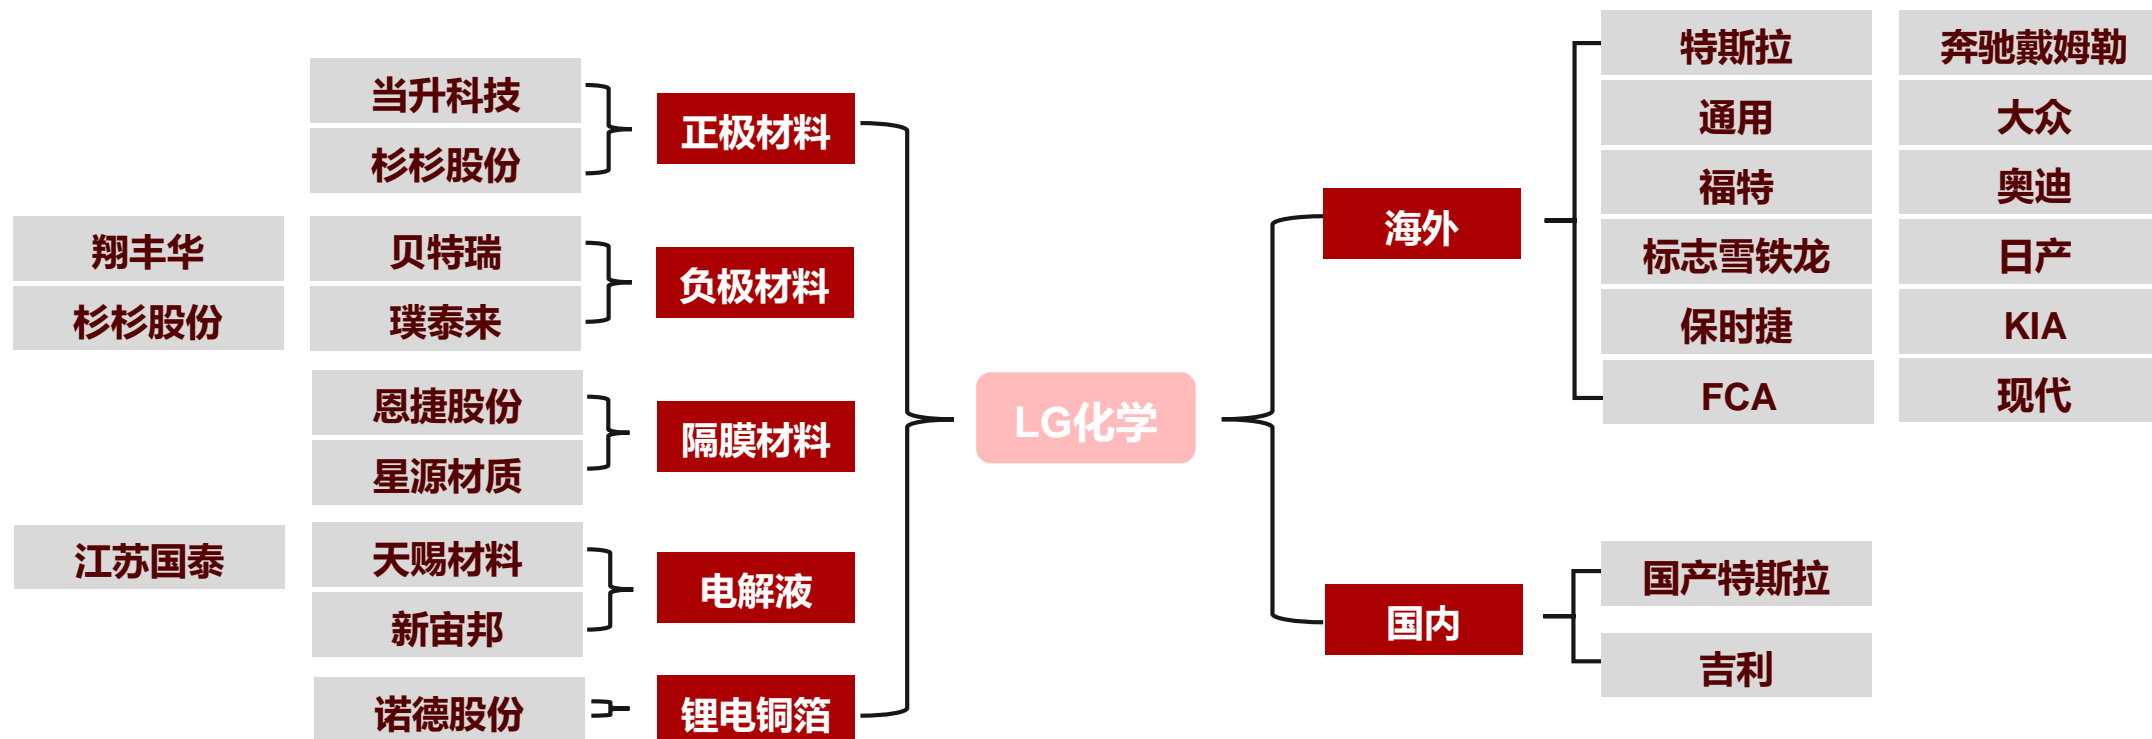 当升科技
杉杉股份
正极材料
翔丰华
贝特瑞
杉杉股份
璞泰来
负极材料
恩捷股份
星源材质
隔膜材料
江苏国泰
天赐材料
新宙邦
电解液
诺德股份
锂电铜箔
LG化学
海外
特斯拉
奔驰戴姆勒
通用
大众
福特
奥迪
标志雪铁龙
日产
保时捷
KIA
FCA
现代
国内
国产特斯拉
吉利